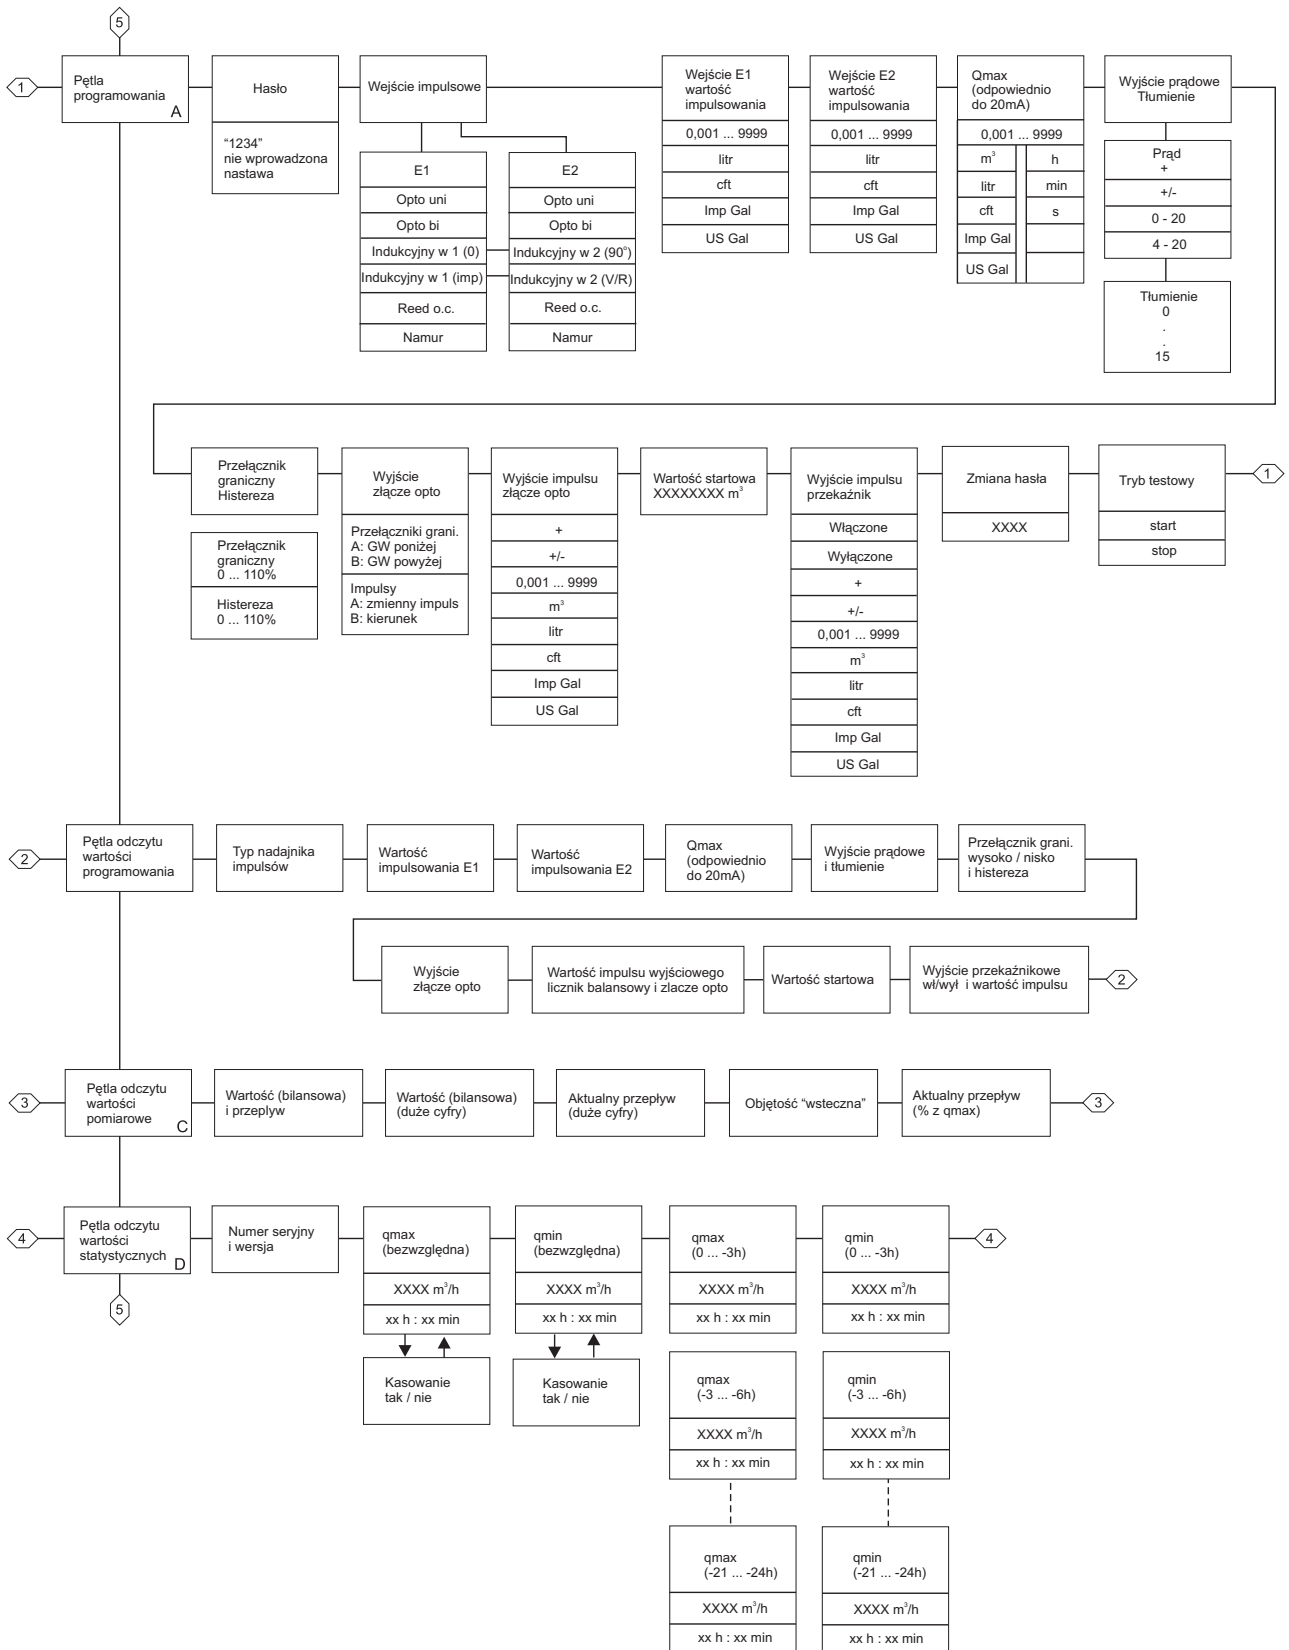 5
1
Pętla
programowania
A
Hasło
"1234"
nie wprowadzona
nastawa
Wejście impulsowe
E1
Opto uni
Opto bi
Indukcyjny w 1 (0)
Indukcyjny w 1 (imp)
Reed o.c.
Namur
E2
Opto uni
Opto bi
Indukcyjny w 2 (90°)
Indukcyjny w 2 (V/R)
Reed o.c.
Namur
Wejście E1
wartość
impulsowania
0,001 ... 9999
litr
cft
Imp Gal
US Gal
Wejście E2
wartość
impulsowania
0,001 ... 9999
litr
cft
Imp Gal
US Gal
Qmax
(odpowiednio
do 20mA)
0,001 ... 9999
m³ h
litr min
cft s
Imp Gal
US Gal
Wyjście prądowe
Tłumienie
Prąd
+
+/-
0 - 20
4 - 20
Tłumienie
0
.
.
15
Przełącznik
graniczny
Histereza
Przełącznik
graniczny
0 ... 110%
Histereza
0 ... 110%
Wyjście
złącze opto
Przełączniki grani.
A: GW poniżej
B: GW powyżej
Impulsy
A: zmienny impuls
B: kierunek
Wyjście impulsu
złącze opto
+
+/-
0,001 ... 9999
m³
litr
cft
Imp Gal
US Gal
Wartość startowa
XXXXXXXX m³
Wyjście impulsu
przekaźnik
Włączone
Wyłączone
+
+/-
0,001 ... 9999
m³
litr
cft
Imp Gal
US Gal
Zmiana hasła
XXXX
Tryb testowy
start
stop
1
2
Pętla odczytu
wartości
programowania
Typ nadajnika
impulsów
Wartość
impulsowania E1
Wartość
impulsowania E2
Qmax
(odpowiednio
do 20mA)
Wyjście prądowe
i tłumienie
Przełącznik grani.
wysoko / nisko
i histereza
Wyjście
złącze opto
Wartość impulsu wyjściowego
licznik balansowy i zlacze opto
Wartość startowa
Wyjście przekaźnikowe
wł/wył i wartość impulsu
2
3
Pętla odczytu
wartości
pomiarowe
C
Wartość (bilansowa)
i przeplyw
Wartość (bilansowa)
(duże cyfry)
Aktualny przepływ
(duże cyfry)
Objętość "wsteczna"
Aktualny przepływ
(% z qmax)
3
4
Pętla odczytu
wartości
statystycznych
D
5
Numer seryjny
i wersja
qmax
(bezwzględna)
XXXX m³/h
xx h : xx min
Kasowanie
tak / nie
qmin
(bezwzględna)
XXXX m³/h
xx h : xx min
Kasowanie
tak / nie
qmax
(0 ... -3h)
XXXX m³/h
xx h : xx min
qmin
(0 ... -3h)
XXXX m³/h
xx h : xx min
4
qmax
(-3 ... -6h)
XXXX m³/h
xx h : xx min
qmin
(-3 ... -6h)
XXXX m³/h
xx h : xx min
qmax
(-21 ... -24h)
XXXX m³/h
xx h : xx min
qmin
(-21 ... -24h)
XXXX m³/h
xx h : xx min